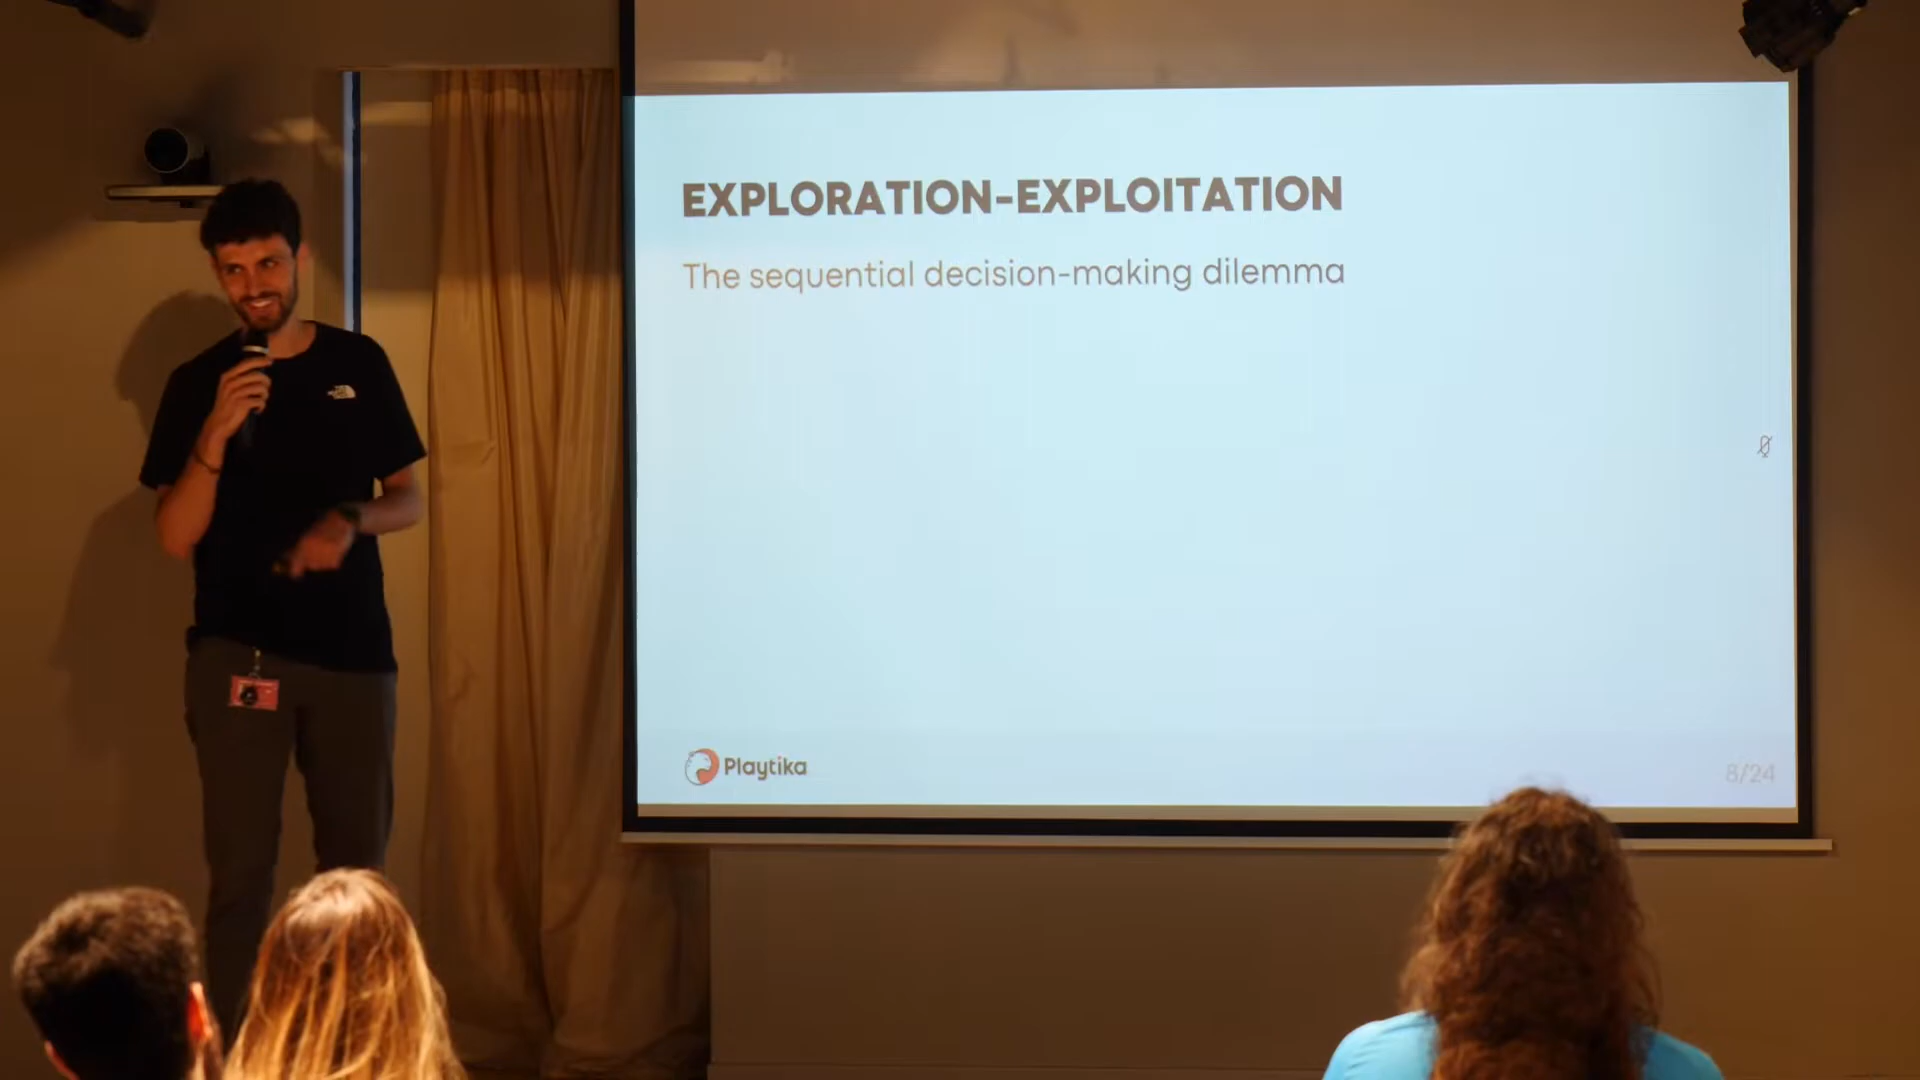 EXPLORATION-EXPLOITATION
The sequential decision-making dilemma
Playtika
8/24